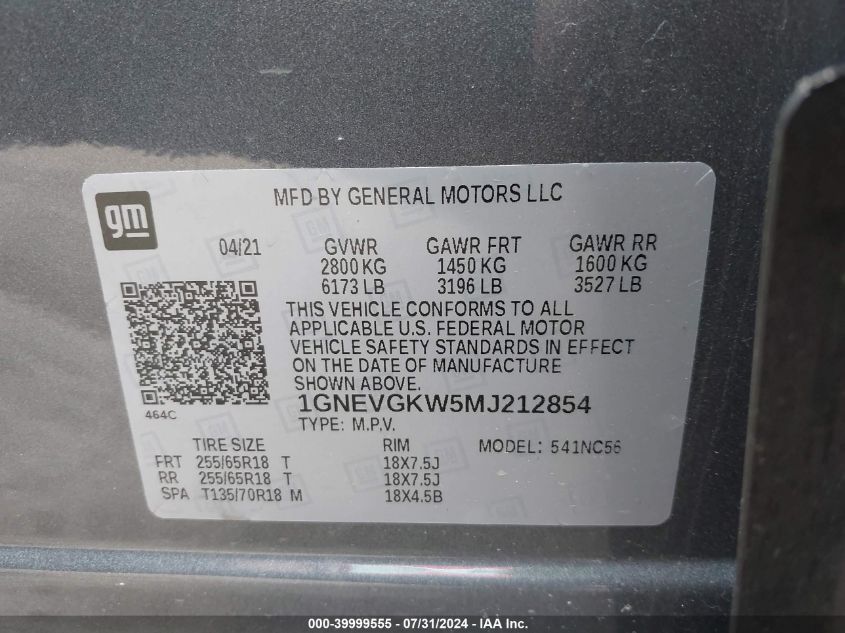 MFD BY GENERAL MOTORS LLC
gm
04/21 GVWR GAWR FRT GAWR RR
2800 KG 1450 KG 1600 KG
6173 LB 3196 LB 3527 LB
THIS VEHICLE CONFORMS TO ALL
APPLICABLE U.S. FEDERAL MOTOR
VEHICLE SAFETY STANDARDS IN EFFECT
ON THE DATE OF MANUFACTURE
SHOWN ABOVE.
1GNEVGKW5MJ212854
464C
TYPE: M.P.V.
TIRE SIZE RIM MODEL: 541NC56
FRT 255/65R18 T 18X7.5J
RR 255/65R18 T 18X7.5J
SPA T135/70R18 M 18X4.5B
000-39999555 - 07/31/2024 - IAA Inc.